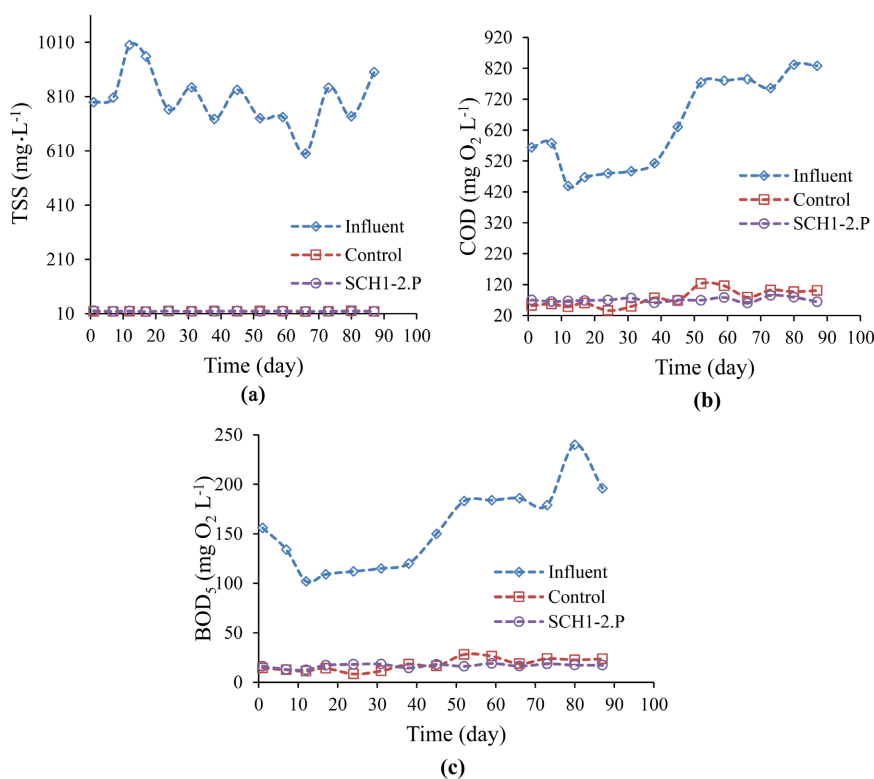 1010
810
610
410
210
10
TSS (mg·L-1)
Influent
Control
SCH1-2.P
0 10 20 30 40 50 60 70 80 90 100
Time (day)
(a)
920
820
720
620
520
420
320
220
120
20
COD (mg O2 L-1)
Influent
Control
SCH1-2.P
0 10 20 30 40 50 60 70 80 90 100
Time (day)
(b)
250
200
150
100
50
0
BOD5 (mg O2 L-1)
Influent
Control
SCH1-2.P
0 10 20 30 40 50 60 70 80 90 100
Time (day)
(c)